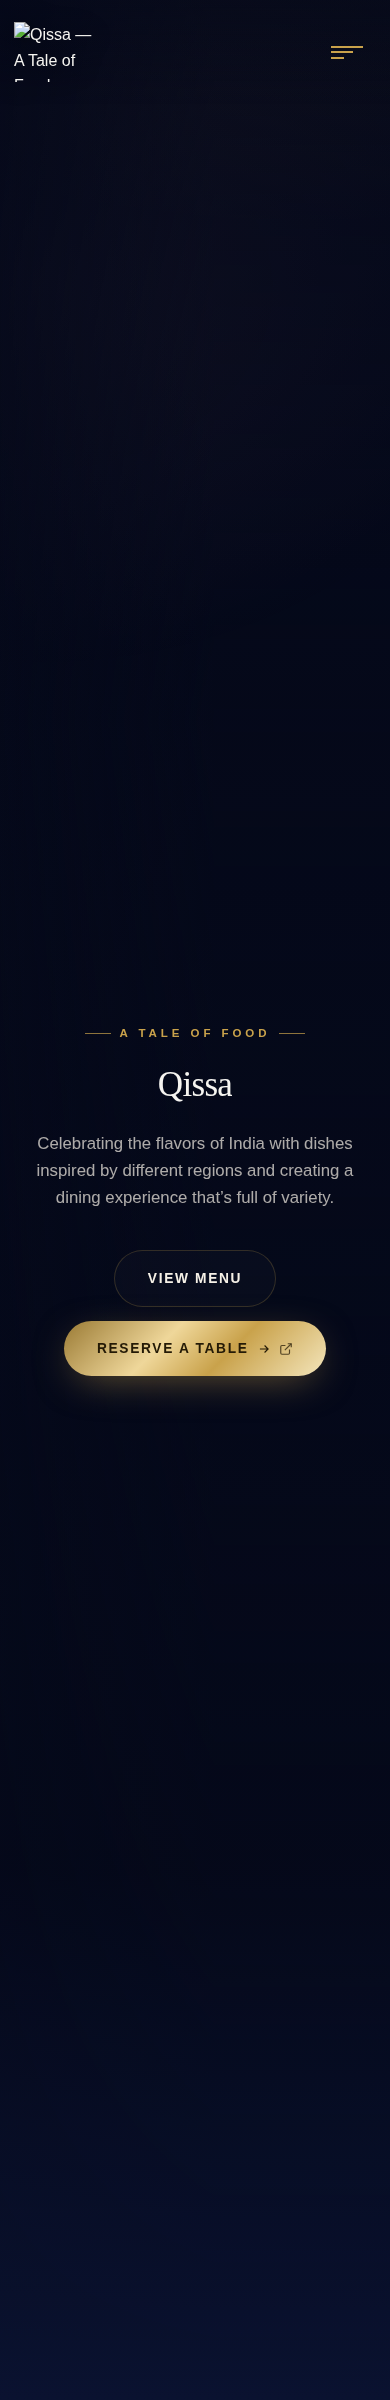 Qissa —
A Tale of
A TALE OF FOOD
Qissa
Celebrating the flavors of India with dishes
inspired by different regions and creating a
dining experience that’s full of variety.
VIEW MENU
RESERVE A TABLE